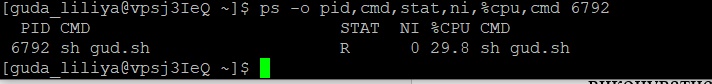 [guda_liliya@vpsj3IeQ ~]$ ps -o pid,cmd,stat,ni,%cpu,cmd 6792
PID CMD STAT NI %CPU CMD
6792 sh gud.sh R 0 29.8 sh gud.sh
[guda_liliya@vpsj3IeQ ~]$